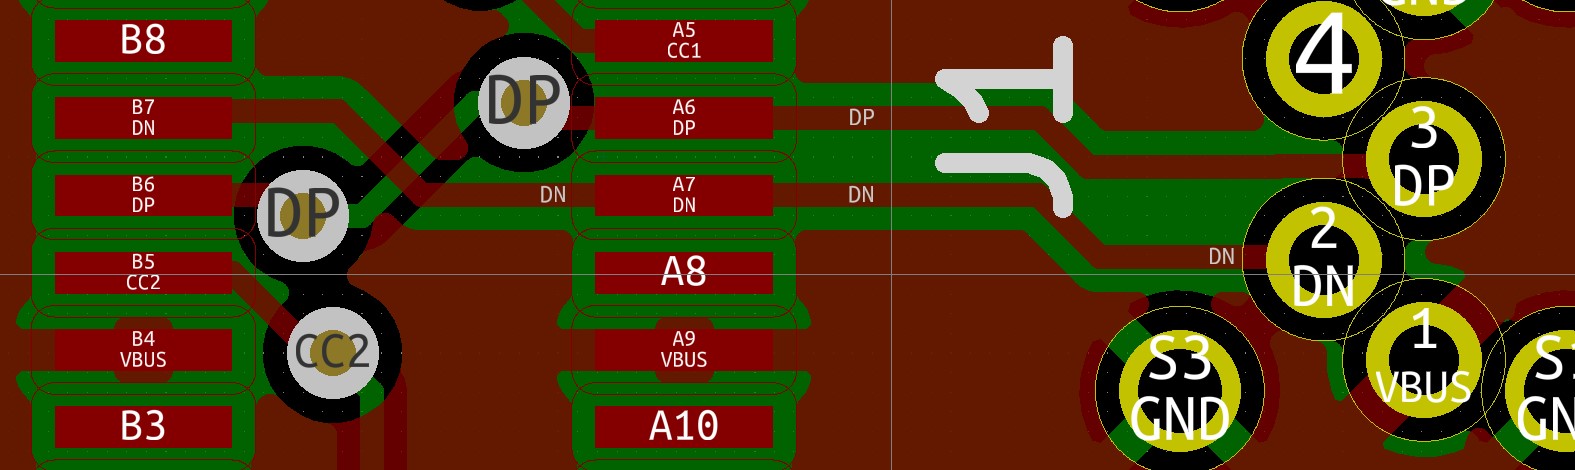 B8
B7
DN
B6
DP
B5
CC2
B4
VBUS
B3
DP
DP
CC2
DN
A5
CC1
A6
DP
A7
DN
A8
A9
VBUS
A10
DP
DN
DN
GND
4
3
DP
2
DN
1
VBUS
S3
GND